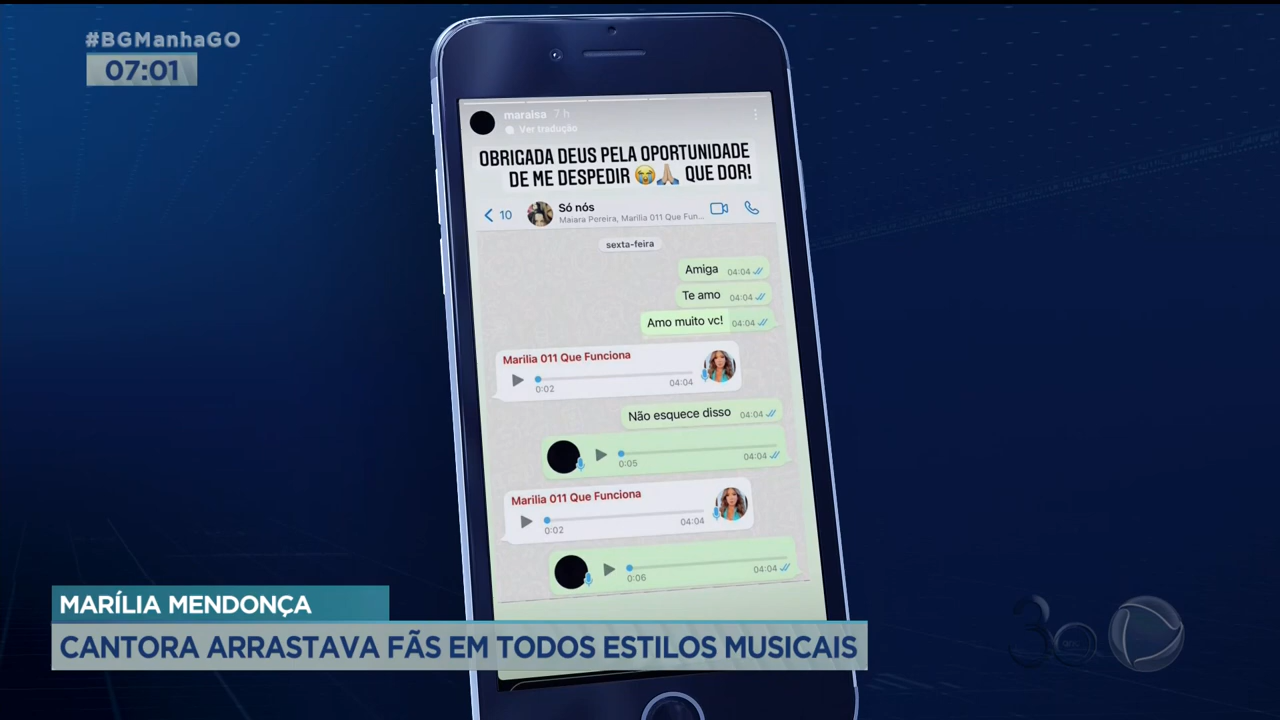 #BGManhaGO
07:01
maraisa 7 h
Ver tradução
OBRIGADA DEUS PELA OPORTUNIDADE
DE ME DESPEDIR 😭🙏🏼 QUE DOR!
10
Só nós
Maiara Pereira, Marília 011 Que Fun...
sexta-feira
Amiga 04:04
Te amo 04:04
Amo muito vc! 04:04
Marilia 011 Que Funciona
0:02 04:04
Não esquece disso 04:04
0:05 04:04
Marilia 011 Que Funciona
0:02 04:04
0:06 04:04
MARÍLIA MENDONÇA
CANTORA ARRASTAVA FÃS EM TODOS ESTILOS MUSICAIS
30